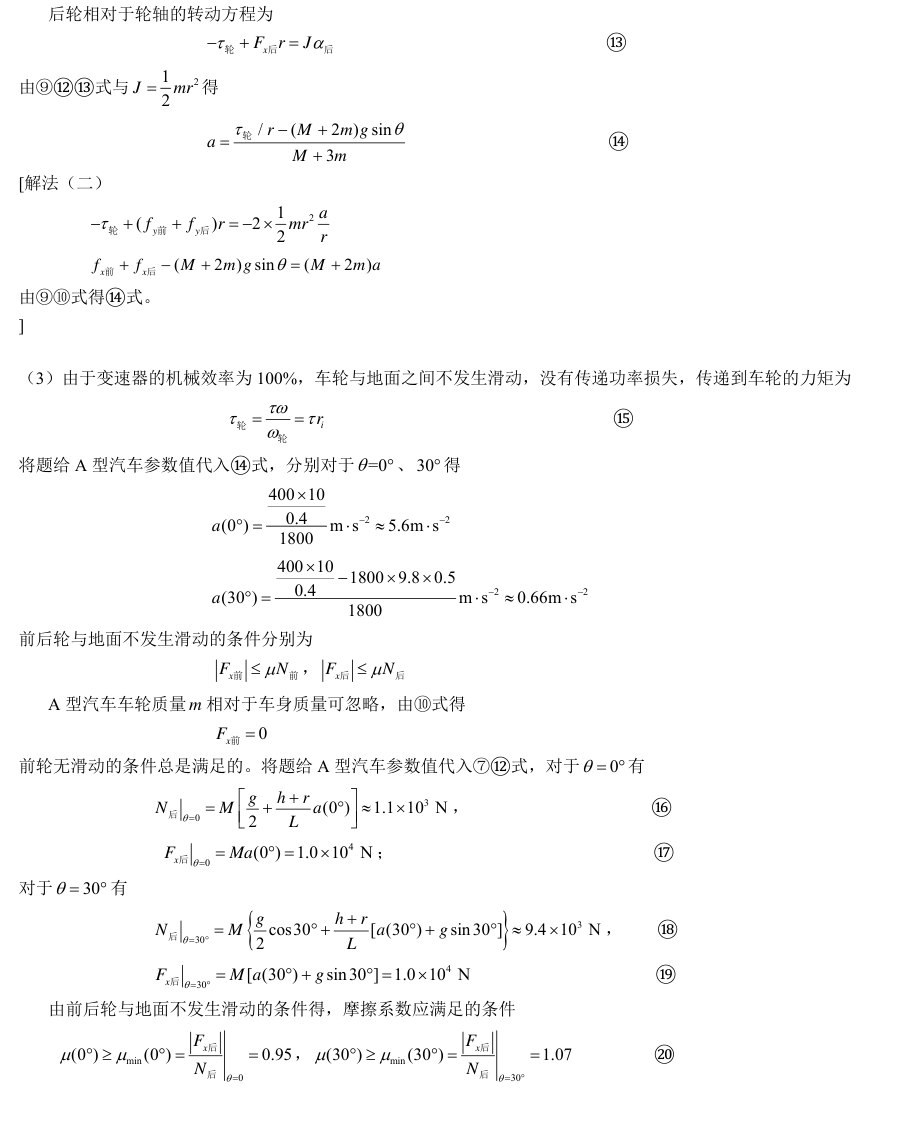 后轮相对于轮轴的转动方程为
−τ轮 + Fx后 r = Jα后 ⑬
由⑨⑫⑬式与 J = 1/2 mr² 得
a = (τ轮 / r − (M + 2m)g sin θ) / (M + 3m) ⑭
[解法（二）
−τ轮 + (fy前 + fy后)r = −2 × 1/2 mr² a/r
fx前 + fx后 − (M + 2m)g sin θ = (M + 2m)a
由⑨⑩式得⑭式。
]
（3）由于变速器的机械效率为 100%，车轮与地面之间不发生滑动，没有传递功率损失，传递到车轮的力矩为
τ轮 = τω/ω轮 = τ ri ⑮
将题给 A 型汽车参数值代入⑭式，分别对于 θ=0° 、 30° 得
a(0°) = ((400 × 10)/0.4)/1800 m·s⁻² ≈ 5.6m·s⁻²
a(30°) = ((400 × 10)/0.4 − 1800 × 9.8 × 0.5)/1800 m·s⁻² ≈ 0.66m·s⁻²
前后轮与地面不发生滑动的条件分别为
|Fx前| ≤ μN前 ， |Fx后| ≤ μN后
A 型汽车车轮质量 m 相对于车身质量可忽略，由⑩式得
Fx前 = 0
前轮无滑动的条件总是满足的。将题给 A 型汽车参数值代入⑦⑫式，对于 θ = 0° 有
N后|θ=0 = M[g/2 + (h + r)/L a(0°)] ≈ 1.1 × 10³ N ， ⑯
Fx后|θ=0 = Ma(0°) = 1.0 × 10⁴ N ； ⑰
对于 θ = 30° 有
N后|θ=30° = M{g/2 cos30° + (h + r)/L [a(30°) + g sin30°]} ≈ 9.4 × 10³ N ， ⑱
Fx后|θ=30° = M[a(30°) + g sin30°] = 1.0 × 10⁴ N ⑲
由前后轮与地面不发生滑动的条件得，摩擦系数应满足的条件
μ(0°) ≥ μmin(0°) = |Fx后|/N后|θ=0 = 0.95 ， μ(30°) ≥ μmin(30°) = |Fx后|/N后|θ=30° = 1.07 ⑳